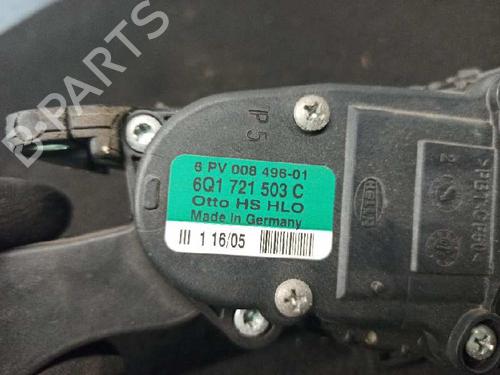 B-PARTS
P 5
6 PV 008 496-01
6Q1 721 503 C
Otto HS HLO
Made in Germany
III 1 16/05
HELLA
2